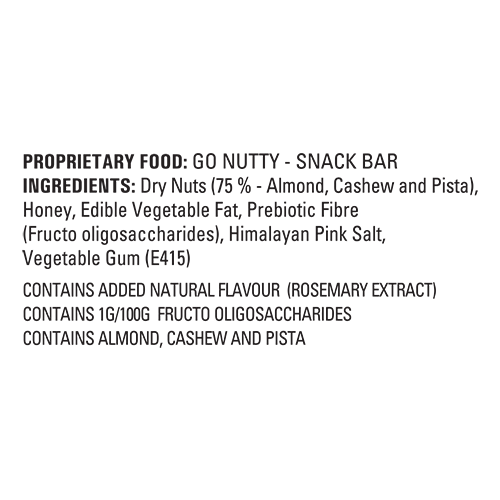 PROPRIETARY FOOD: GO NUTTY - SNACK BAR
INGREDIENTS: Dry Nuts (75 % - Almond, Cashew and Pista),
Honey, Edible Vegetable Fat, Prebiotic Fibre
(Fructo oligosaccharides), Himalayan Pink Salt,
Vegetable Gum (E415)
CONTAINS ADDED NATURAL FLAVOUR (ROSEMARY EXTRACT)
CONTAINS 1G/100G FRUCTO OLIGOSACCHARIDES
CONTAINS ALMOND, CASHEW AND PISTA